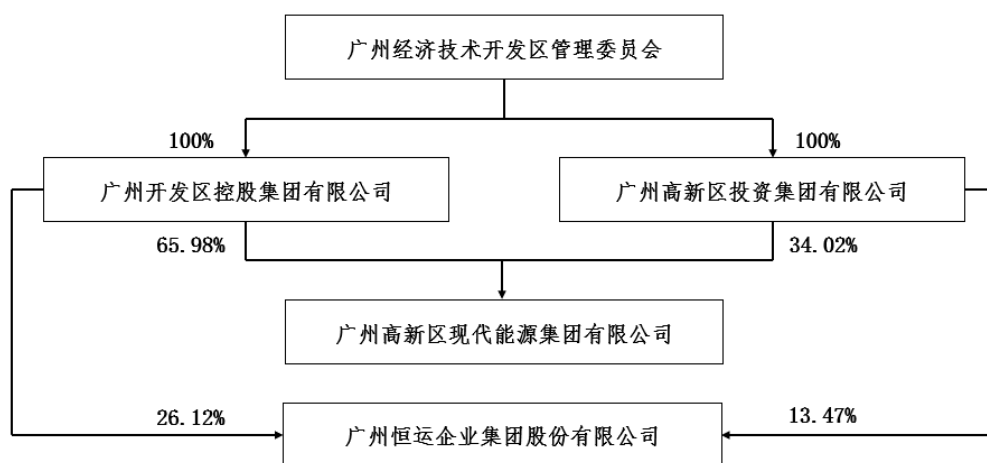 广州经济技术开发区管理委员会
100%
100%
广州开发区控股集团有限公司
广州高新区投资集团有限公司
65.98%
34.02%
广州高新区现代能源集团有限公司
26.12%
13.47%
广州恒运企业集团股份有限公司